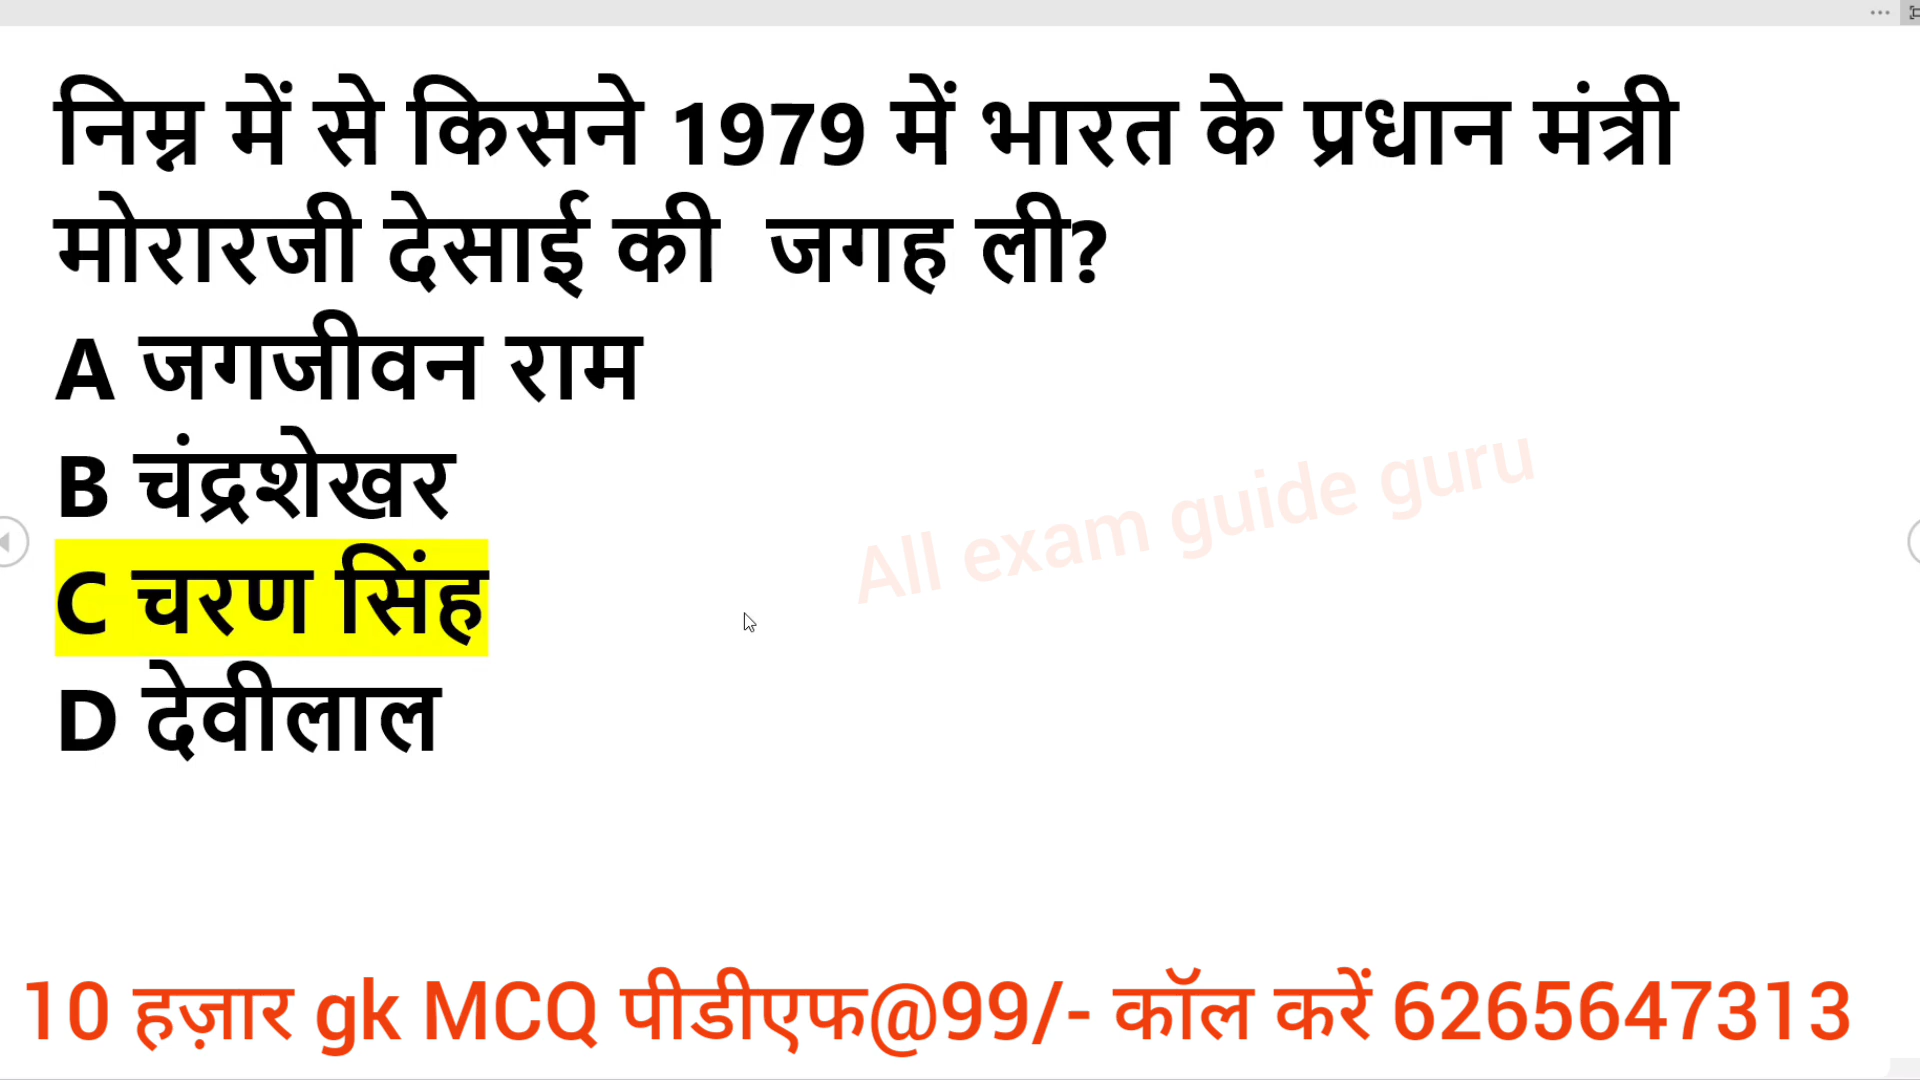 निम्न में से किसने 1979 में भारत के प्रधान मंत्री
मोरारजी देसाई की जगह ली?
A जगजीवन राम
B चंद्रशेखर
C चरण सिंह
D देवीलाल
All exam guide guru
10 हज़ार gk MCQ पीडीएफ@99/- कॉल करें 6265647313